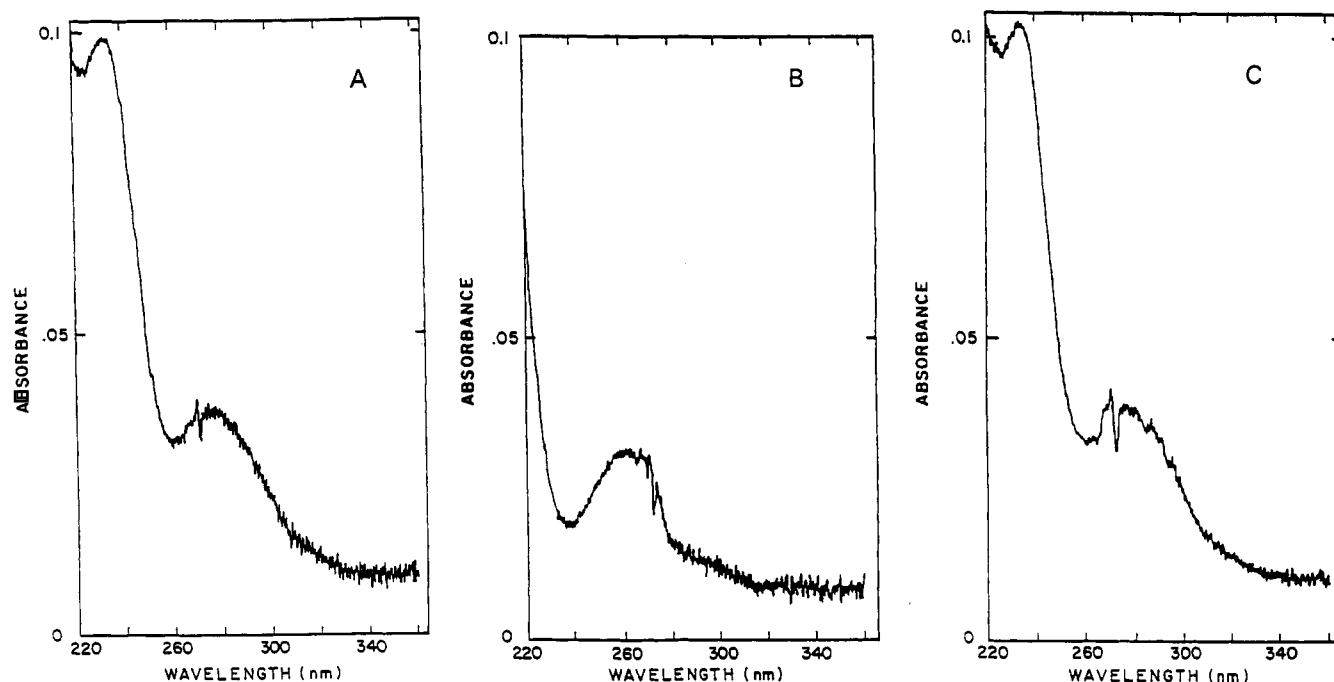 A
0.1
.05
0
ABSORBANCE
220 260 300 340
WAVELENGTH (nm)
B
0.1
.05
0
ABSORBANCE
220 260 300 340
WAVELENGTH (nm)
C
0.1
.05
0
ABSORBANCE
220 260 300 340
WAVELENGTH (nm)